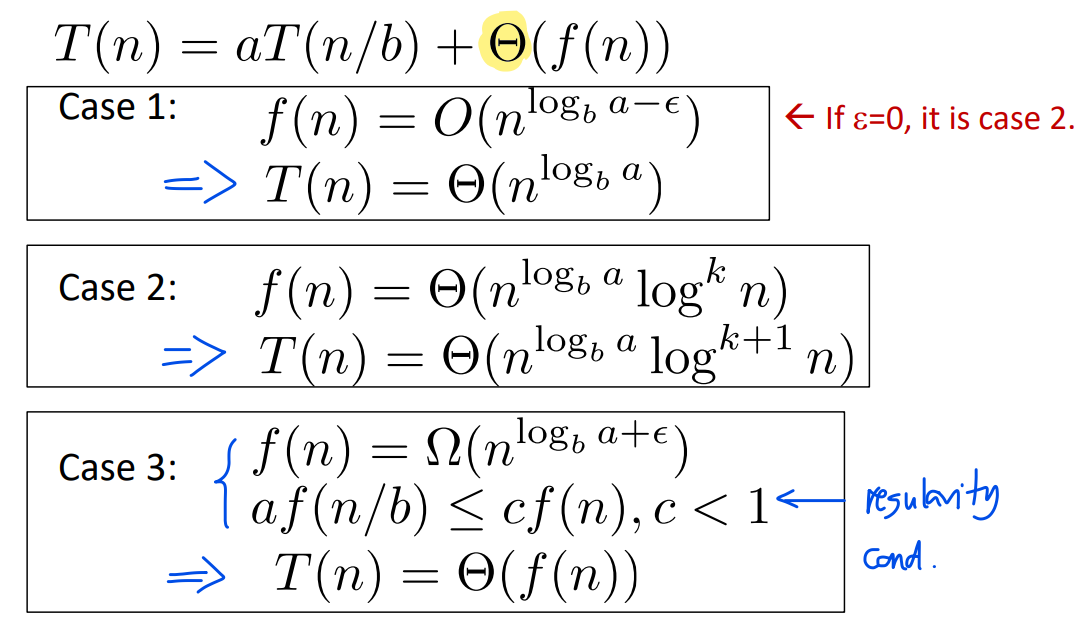 T(n) = aT(n/b) + Θ(f(n))
Case 1: f(n) = O(n^{log_b a−ϵ}) ← If ε=0, it is case 2.
⇒ T(n) = Θ(n^{log_b a})
Case 2: f(n) = Θ(n^{log_b a} log^k n)
⇒ T(n) = Θ(n^{log_b a} log^{k+1} n)
Case 3: { f(n) = Ω(n^{log_b a+ϵ})
af(n/b) ≤ cf(n), c < 1 ← regularity
cond.
⇒ T(n) = Θ(f(n))